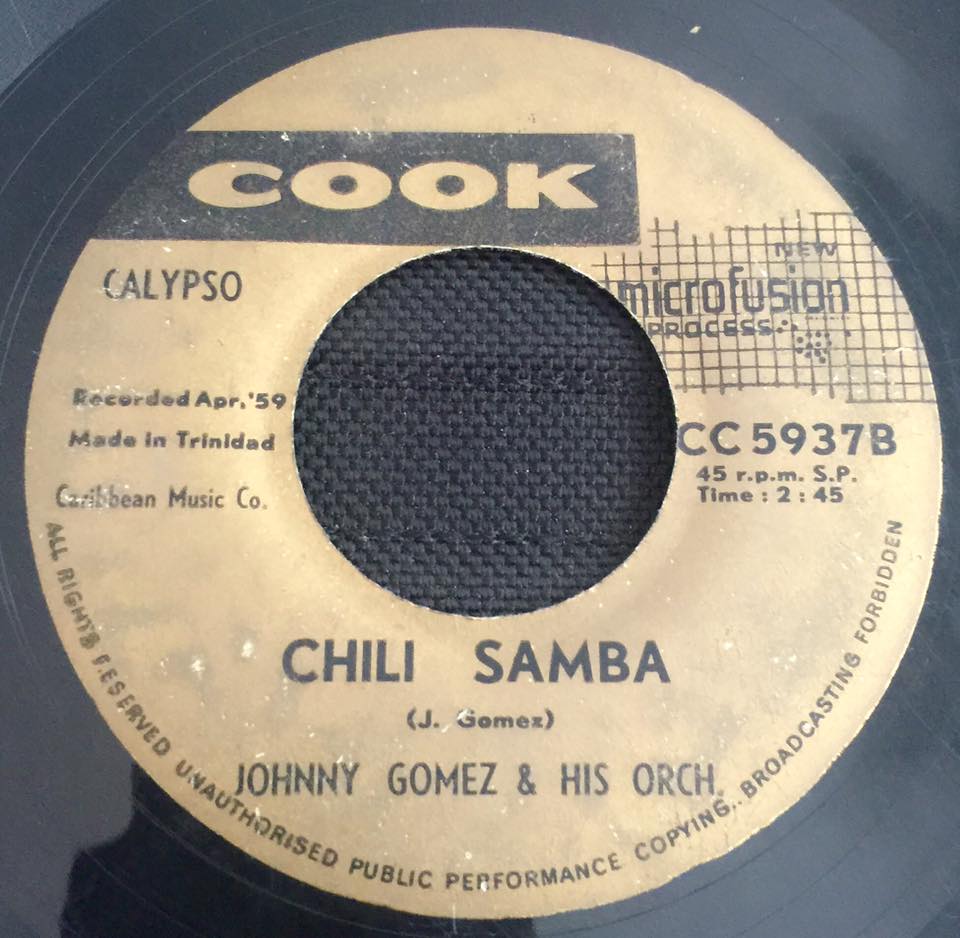 COOK
CALYPSO
NEW
microfusion
PROCESS
Recorded Apr.'59
Made in Trinidad
Caribbean Music Co.
CC 5937B
45 r.p.m. S.P.
Time : 2 : 45
CHILI SAMBA
(J. Gomez)
JOHNNY GOMEZ & HIS ORCH.
ALL RIGHTS RESERVED UNAUTHORISED PUBLIC PERFORMANCE COPYING. BROADCASTING FORBIDDEN